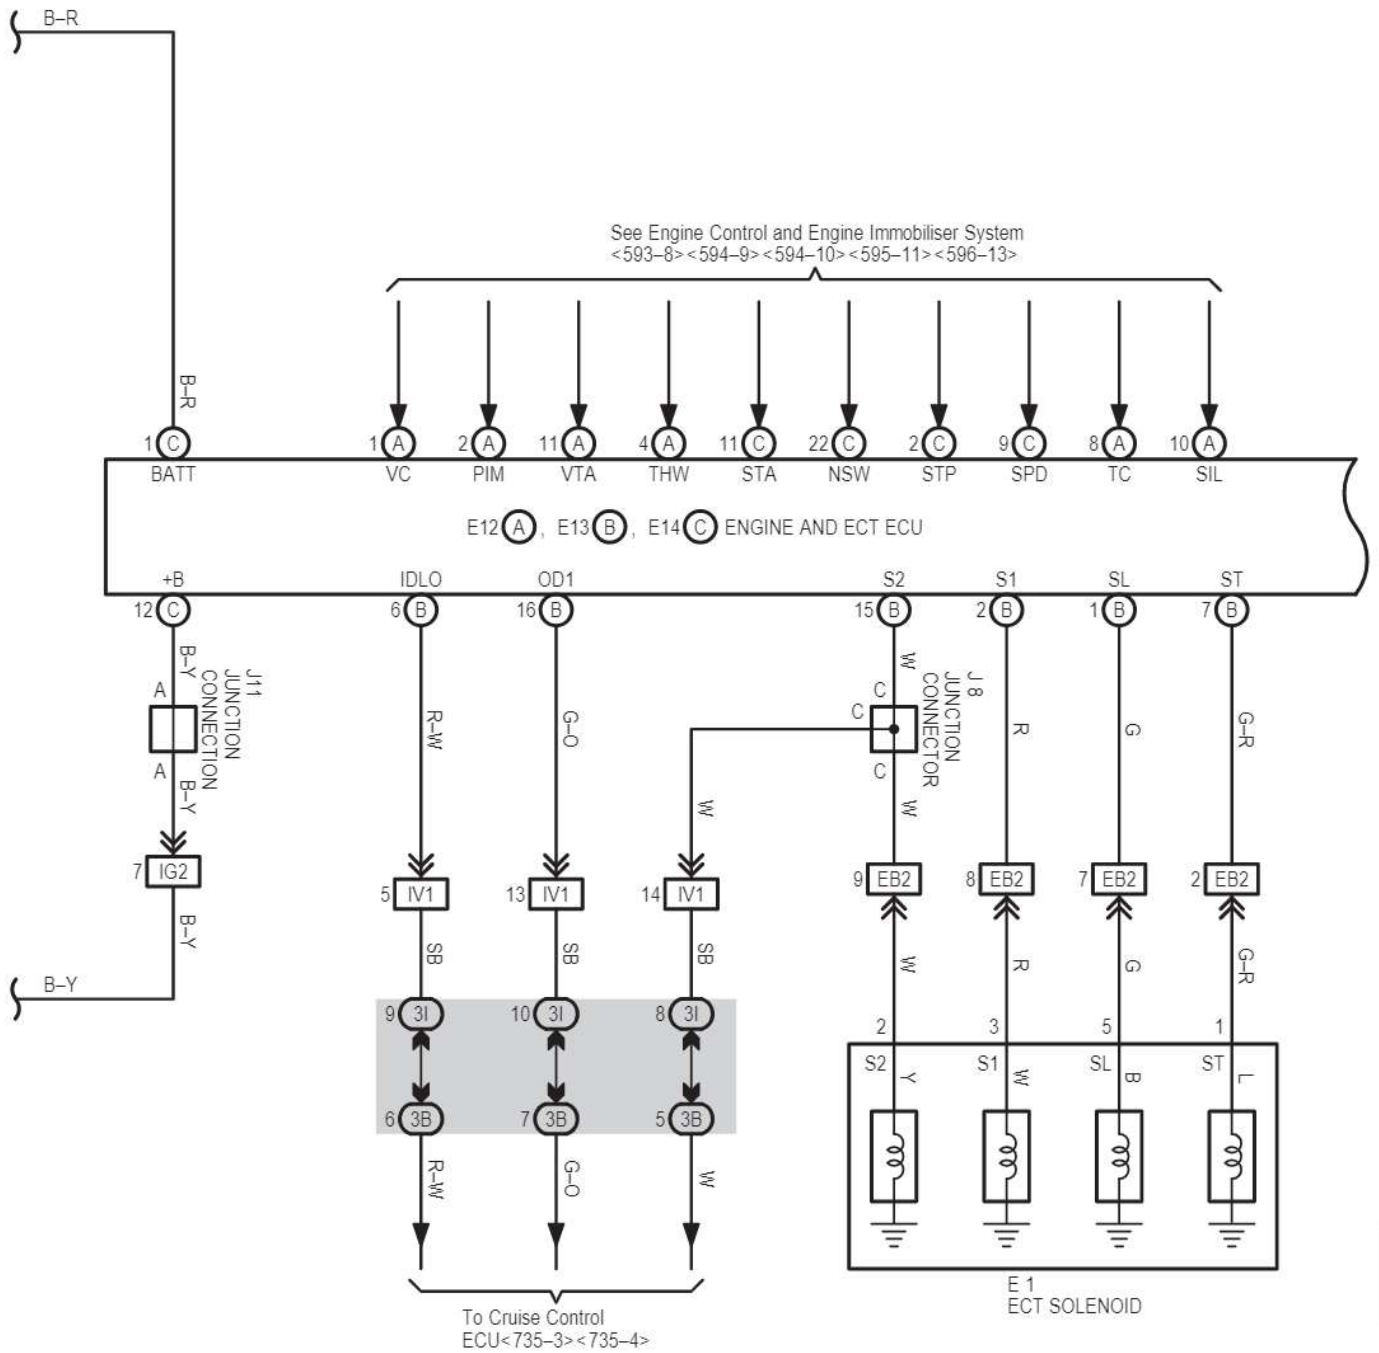 B–R
See Engine Control and Engine Immobiliser System
<593–8><594–9><594–10><595–11><596–13>
B–R
1 C 1 A 2 A 11 A 4 A 11 C 22 C 2 C 9 C 8 A 10 A
BATT VC PIM VTA THW STA NSW STP SPD TC SIL
E12 A , E13 B , E14 C ENGINE AND ECT ECU
+B IDLO OD1 S2 S1 SL ST
12 C 6 B 16 B 15 B 2 B 1 B 7 B
B–Y
A
J11
JUNCTION
CONNECTION
A
B–Y
R–W
G–O
W
C
C
C
J 8
JUNCTION
CONNECTOR
R
G
G–R
W
W
7 IG2
9 EB2 8 EB2 7 EB2 2 EB2
5 IV1 13 IV1 14 IV1
B–Y
SB SB SB
W R G G–R
B–Y
9 3I 10 3I 8 3I
2 3 5 1
S2 Y S1 W SL B ST L
6 3B 7 3B 5 3B
R–W G–O W
E 1
ECT SOLENOID
To Cruise Control
ECU<735–3><735–4>